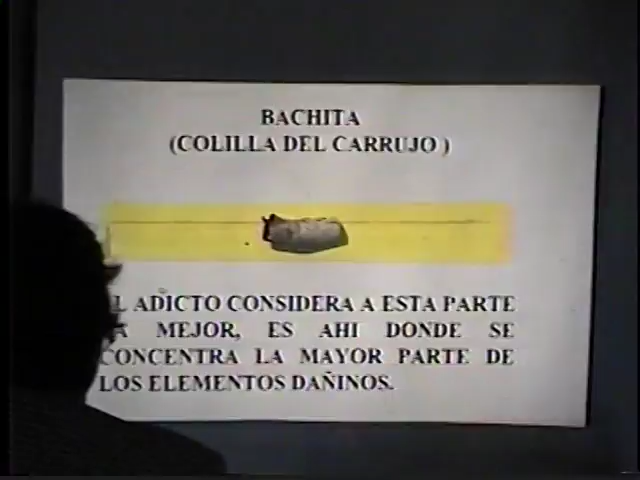 BACHITA
(COLILLA DEL CARRUJO )
L ADICTO CONSIDERA A ESTA PARTE
MEJOR, ES AHI DONDE SE
CONCENTRA LA MAYOR PARTE DE
LOS ELEMENTOS DAÑINOS.